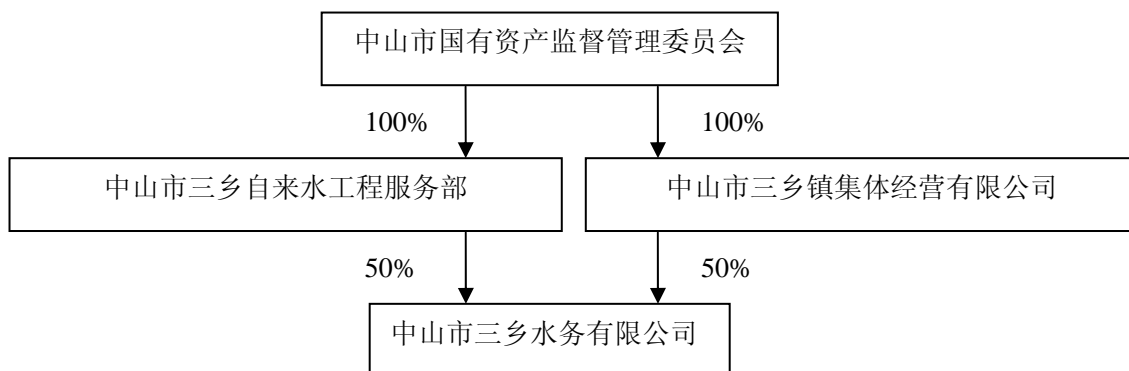 中山市国有资产监督管理委员会
100% 100%
中山市三乡自来水工程服务部 中山市三乡镇集体经营有限公司
50% 50%
中山市三乡水务有限公司